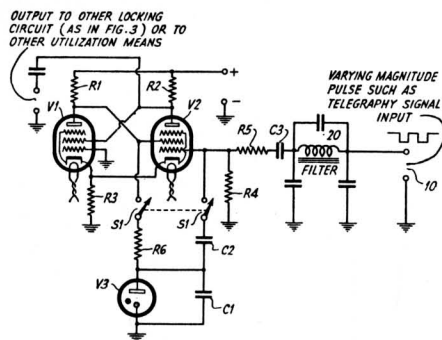 OUTPUT TO OTHER LOCKING
CIRCUIT (AS IN FIG.3) OR TO
OTHER UTILIZATION MEANS
R1
R2
+
-
V1
V2
VARYING MAGNITUDE
PULSE SUCH AS
TELEGRAPHY SIGNAL
INPUT
R5
C3
20
FILTER
10
R3
R4
S1
S1
R6
C2
V3
C1